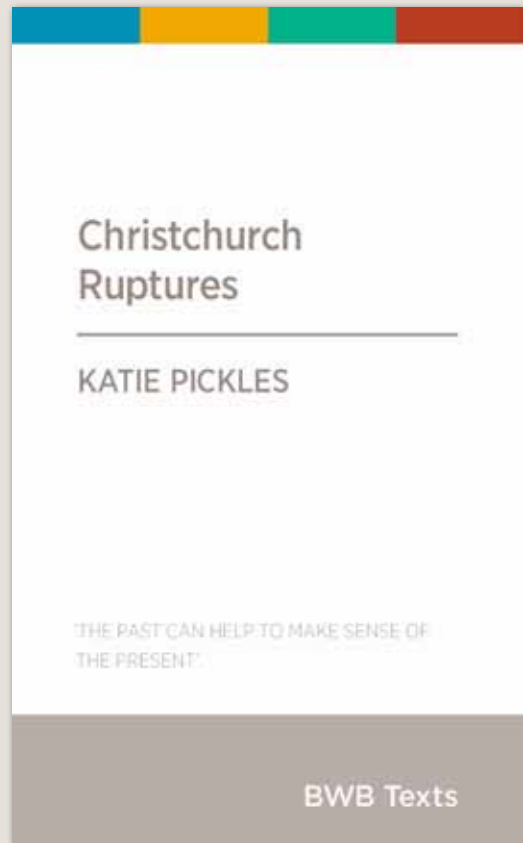 Christchurch
Ruptures
KATIE PICKLES
'THE PAST CAN HELP TO MAKE SENSE OF
THE PRESENT'.
BWB Texts